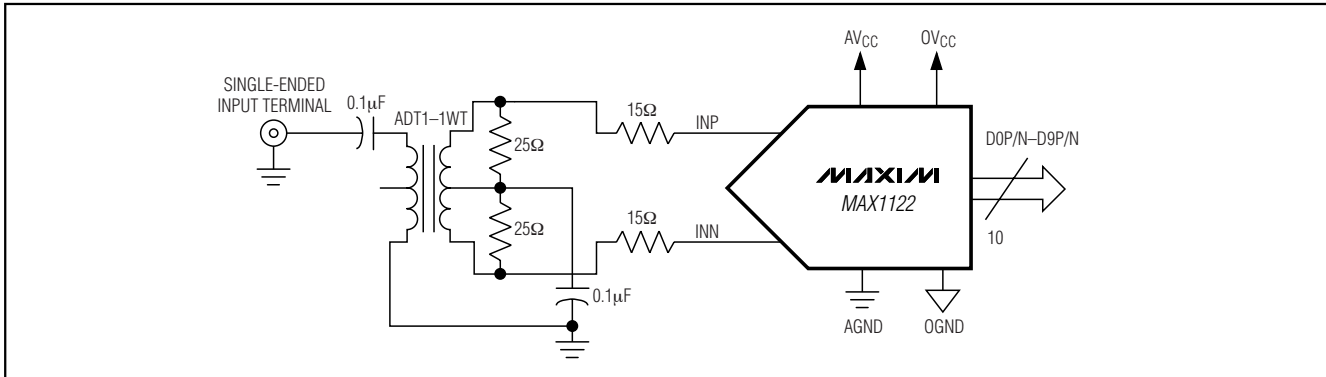 SINGLE-ENDED
INPUT TERMINAL
0.1µF
ADT1–1WT
25Ω
25Ω
0.1µF
15Ω
INP
15Ω
INN
AVCC
OVCC
MAXIM
MAX1122
AGND
OGND
D0P/N–D9P/N
10